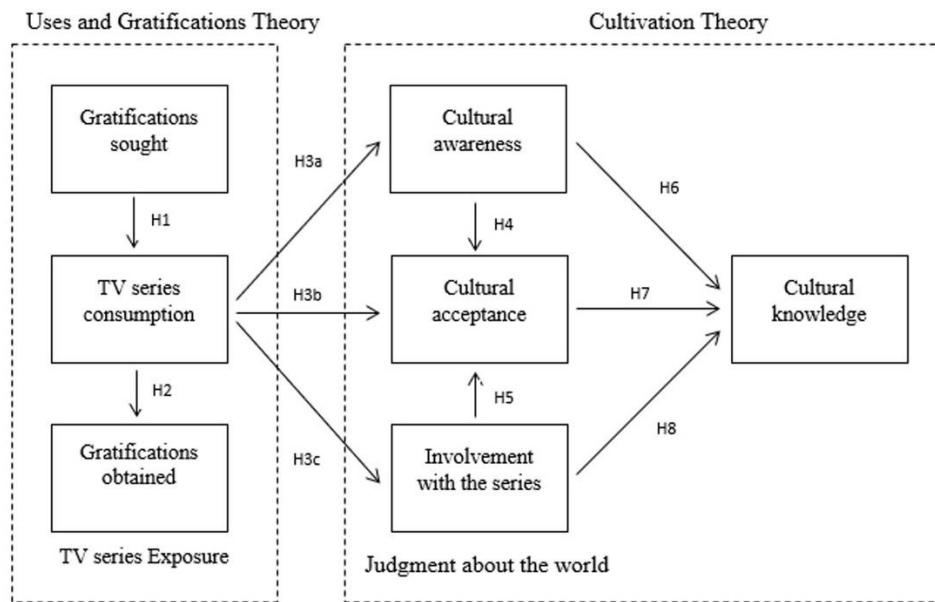 Uses and Gratifications Theory
Cultivation Theory
Gratifications
sought
H1
TV series
consumption
H2
Gratifications
obtained
TV series Exposure
H3a
H3b
H3c
Cultural
awareness
H4
Cultural
acceptance
H5
Involvement
with the series
Judgment about the world
H6
H7
H8
Cultural
knowledge